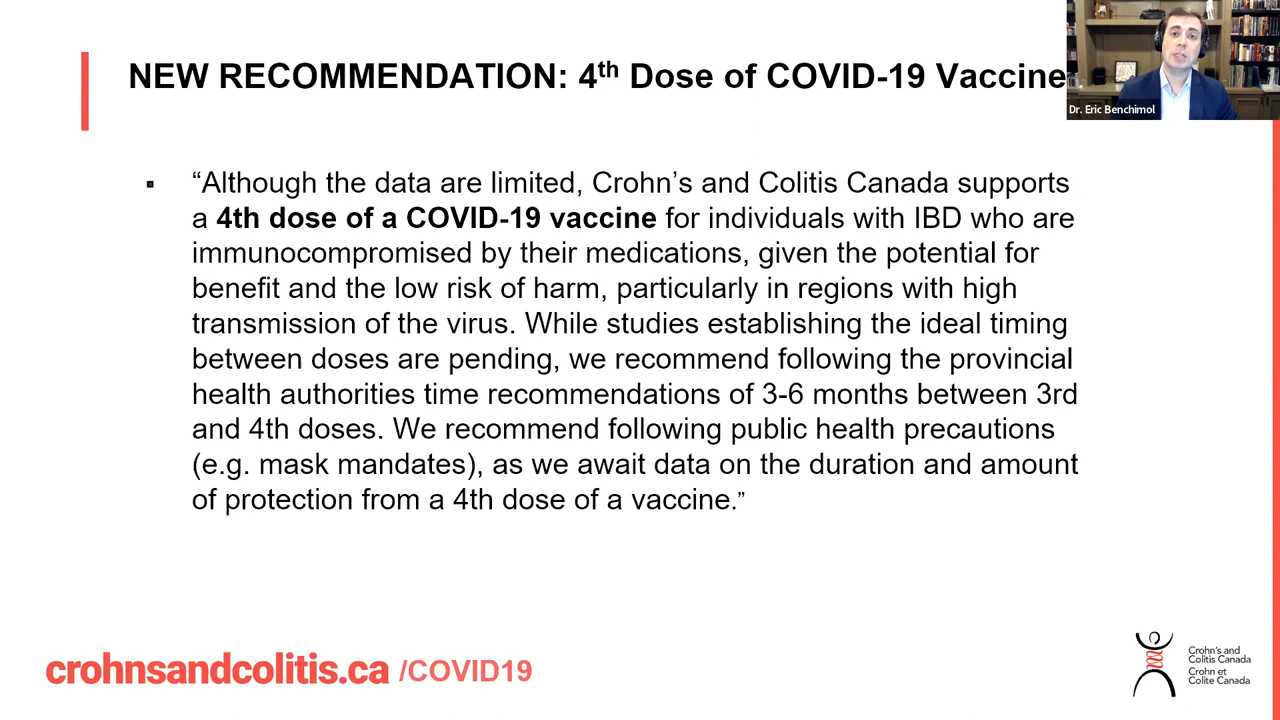 NEW RECOMMENDATION: 4th Dose of COVID-19 Vaccine
Dr. Eric Benchimol
▪ “Although the data are limited, Crohn’s and Colitis Canada supports
a 4th dose of a COVID-19 vaccine for individuals with IBD who are
immunocompromised by their medications, given the potential for
benefit and the low risk of harm, particularly in regions with high
transmission of the virus. While studies establishing the ideal timing
between doses are pending, we recommend following the provincial
health authorities time recommendations of 3-6 months between 3rd
and 4th doses. We recommend following public health precautions
(e.g. mask mandates), as we await data on the duration and amount
of protection from a 4th dose of a vaccine.”
crohnsandcolitis.ca /COVID19
Crohn’s and
Colitis Canada
Crohn et
Colite Canada